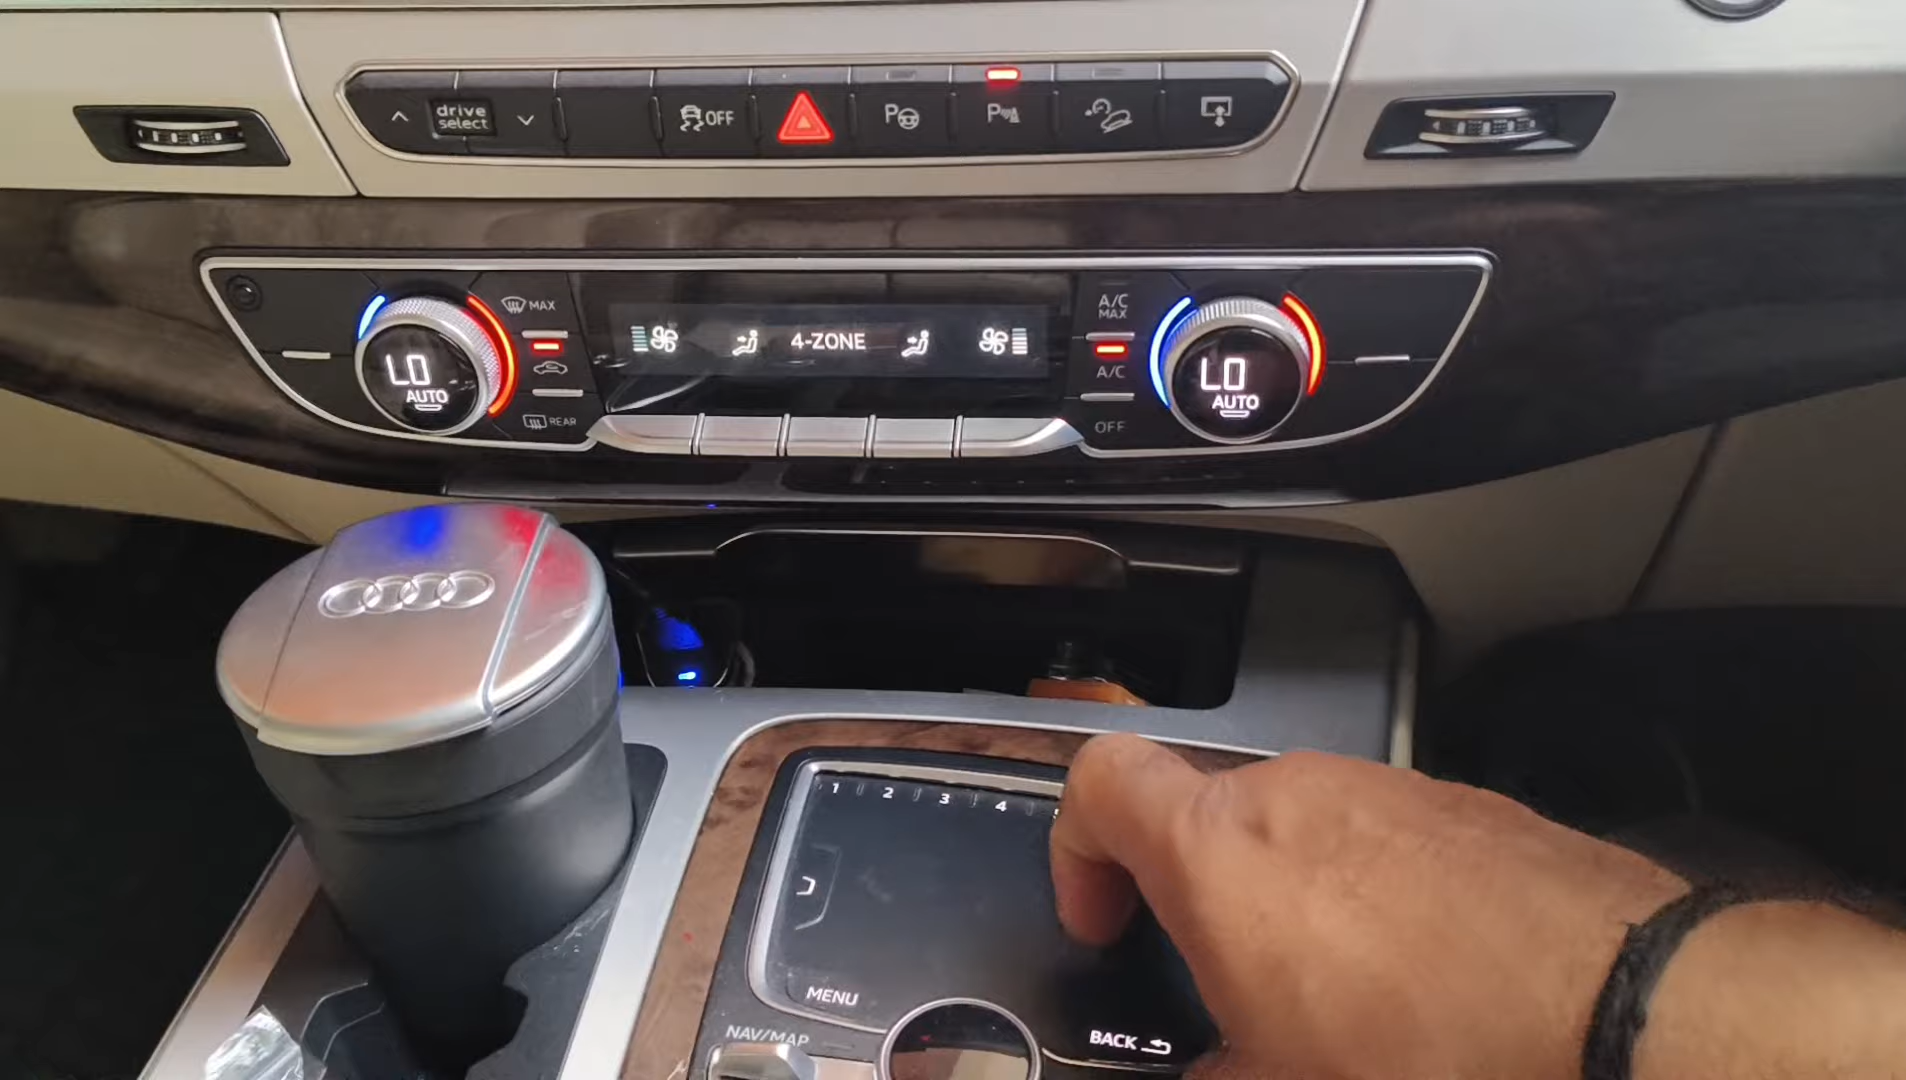 drive
select
OFF
P
P
MAX
REAR
LO
AUTO
4-ZONE
A/C
MAX
A/C
OFF
LO
AUTO
1 2 3 4
MENU
BACK
NAV/MAP